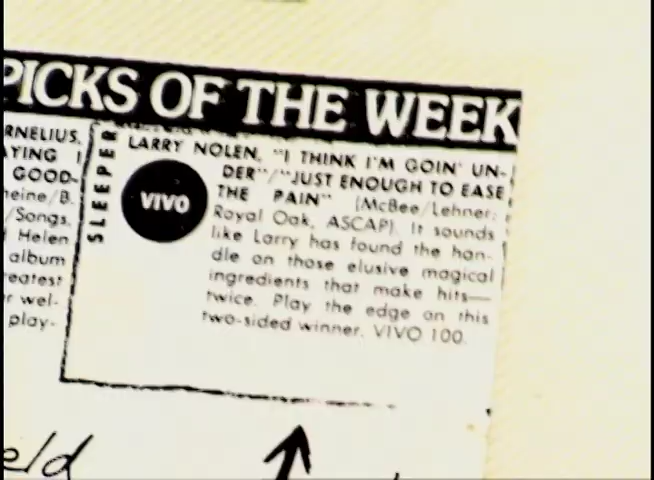 PICKS OF THE WEEK
RNELIUS,
YING I
GOOD-
heine/B.
/Songs,
Helen
album
reatest
r wel-
play-
SLEEPER
VIVO
LARRY NOLEN, "I THINK I'M GOIN' UN-
DER"/"JUST ENOUGH TO EASE
THE PAIN" (McBee/Lehner;
Royal Oak, ASCAP). It sounds
like Larry has found the han-
dle on those elusive magical
ingredients that make hits—
twice. Play the edge on this
two-sided winner. VIVO 100.
eld